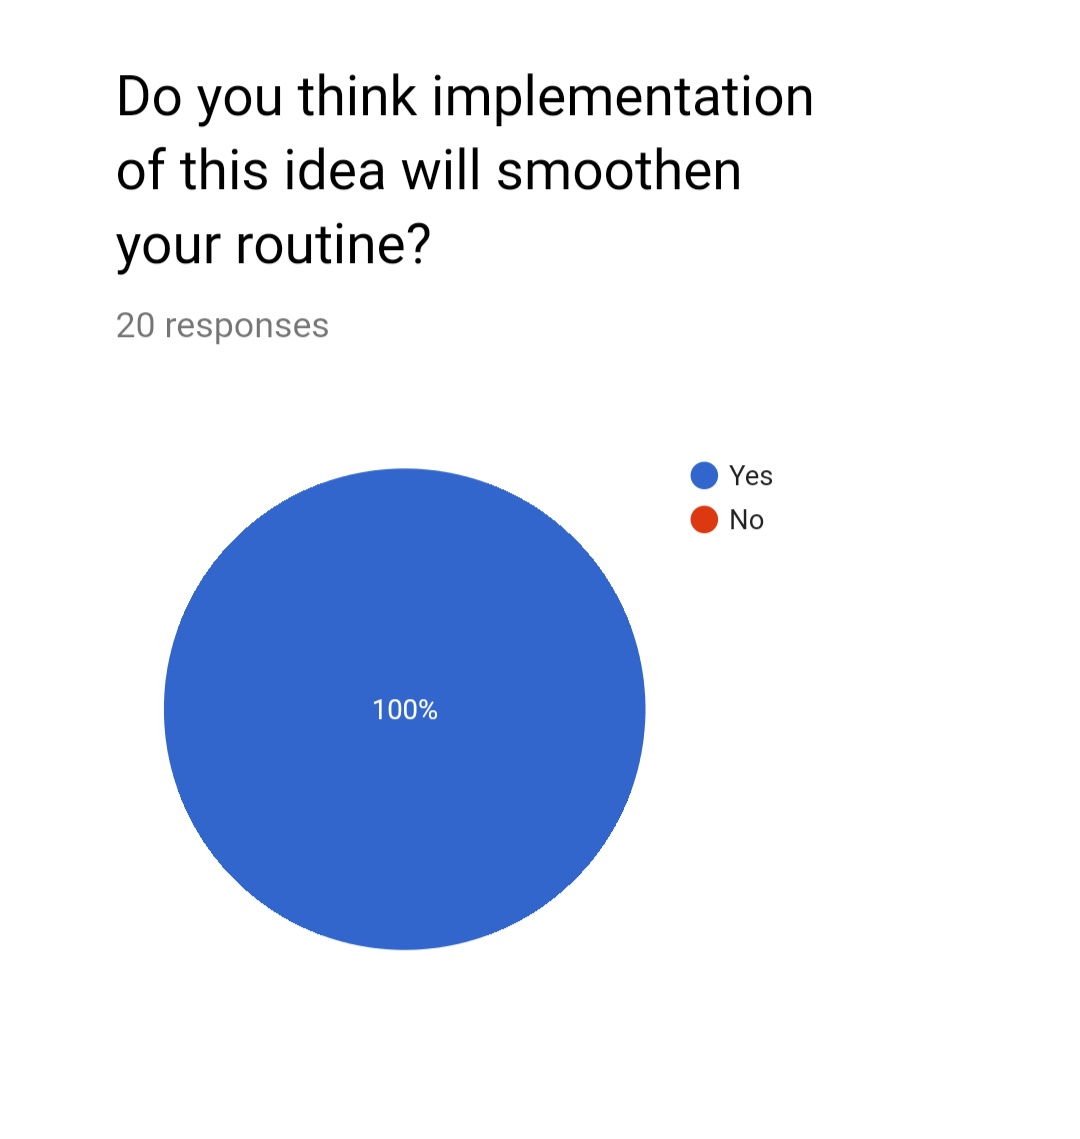 Do you think implementation
of this idea will smoothen
your routine?
20 responses
Yes
No
100%